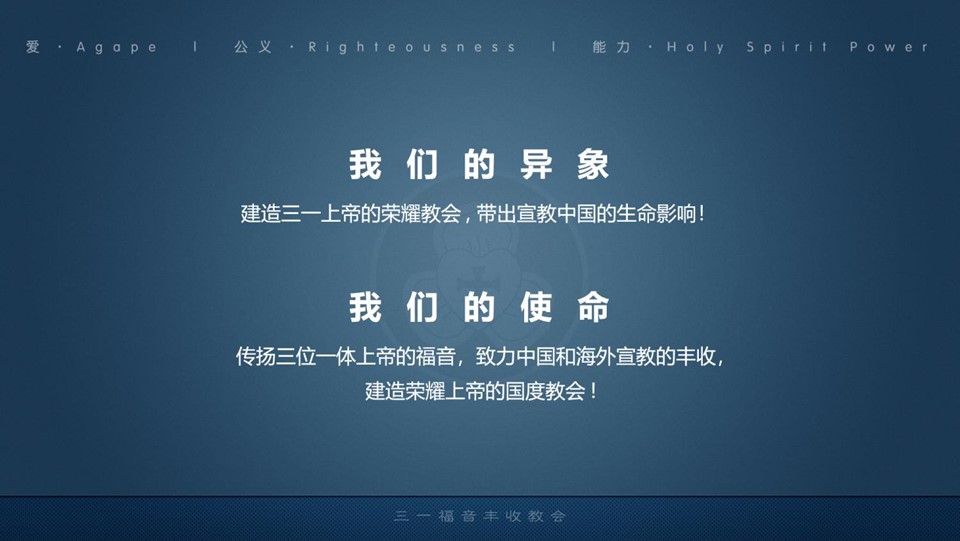 爱·Agape | 公义·Righteousness | 能力·Holy Spirit Power
我们的异象
建造三一上帝的荣耀教会,带出宣教中国的生命影响!
我们的使命
传扬三位一体上帝的福音，致力中国和海外宣教的丰收,
建造荣耀上帝的国度教会!
三一福音丰收教会